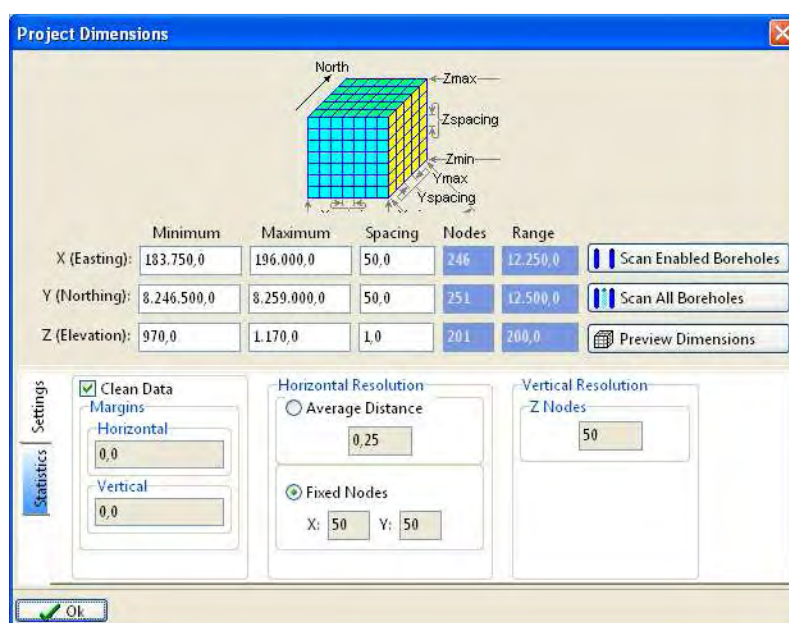 Project Dimensions
North
Zmax
Zspacing
Zmin
Ymax
Yspacing
Minimum Maximum Spacing Nodes Range
X (Easting): 183.750,0 196.000,0 50,0 246 12.250,0 Scan Enabled Boreholes
Y (Northing): 8.246.500,0 8.259.000,0 50,0 251 12.500,0 Scan All Boreholes
Z (Elevation): 970,0 1.170,0 1,0 201 200,0 Preview Dimensions
Settings
Statistics
Clean Data
Margins
Horizontal
0,0
Vertical
0,0
Horizontal Resolution
Average Distance
0,25
Fixed Nodes
X: 50 Y: 50
Vertical Resolution
Z Nodes
50
Ok